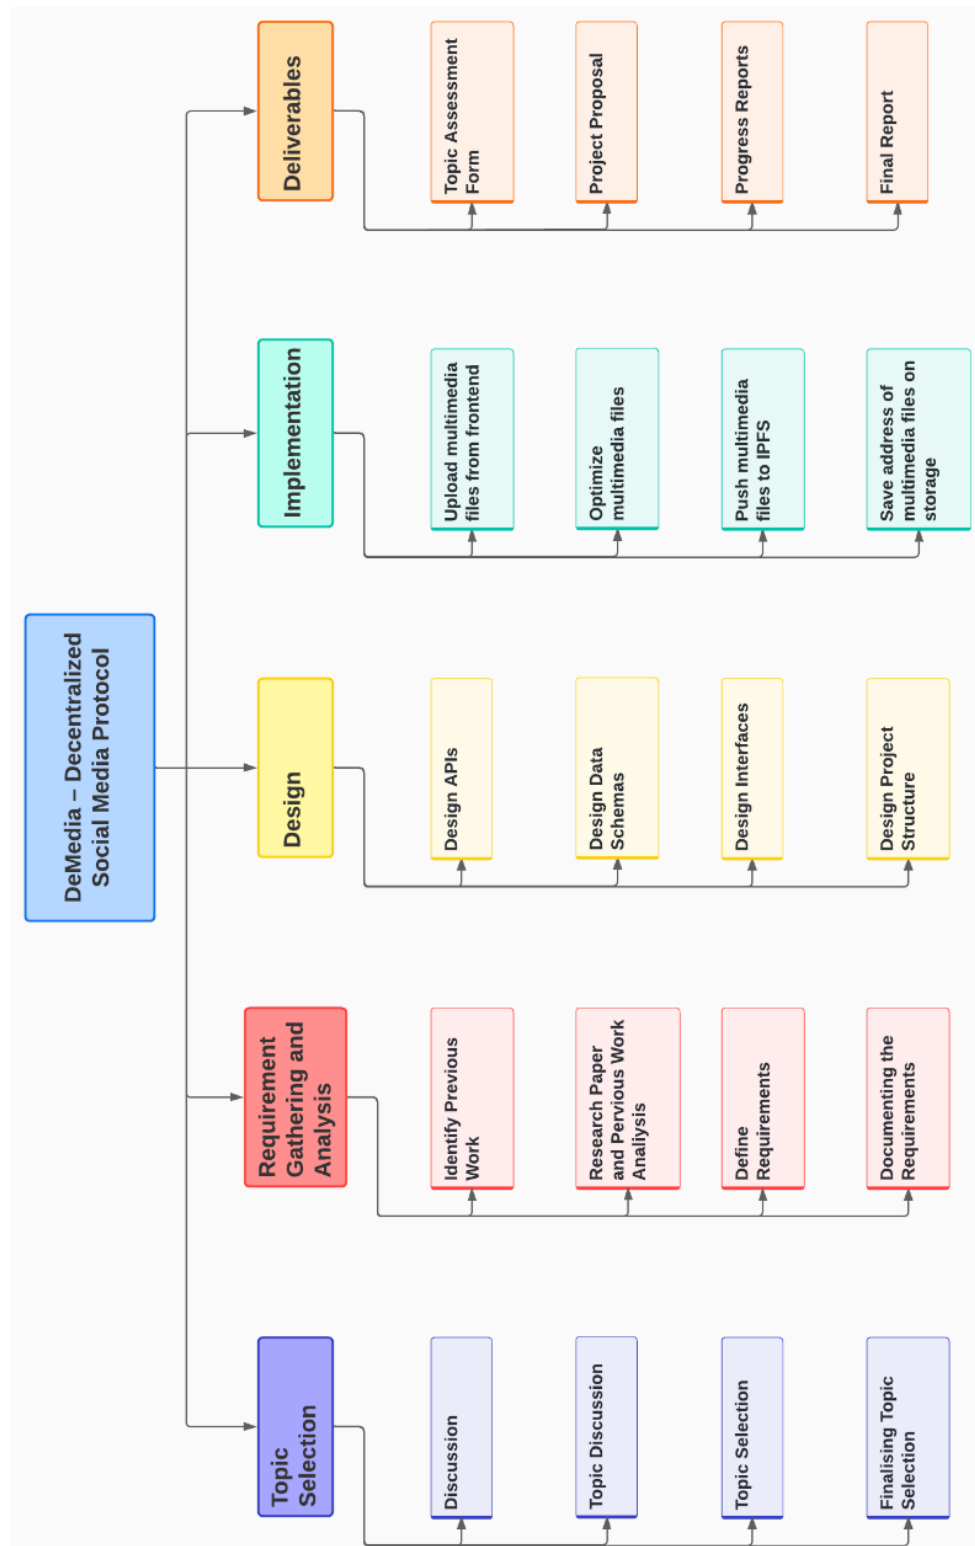 DeMedia – Decentralized
Social Media Protocol
Topic
Selection
Discussion
Topic Discussion
Topic Selection
Finalising Topic
Selection
Requirement
Gathering and
Analysis
Identify Previous
Work
Research Paper
and Pervious Work
Analiysis
Define
Requirements
Documenting the
Requirements
Design
Design APIs
Design Data
Schemas
Design Interfaces
Design Project
Structure
Implementation
Upload multimedia
files from frontend
Optimize
multimedia files
Push multimedia
files to IPFS
Save address of
multimedia files on
storage
Deliverables
Topic Assessment
Form
Project Proposal
Progress Reports
Final Report